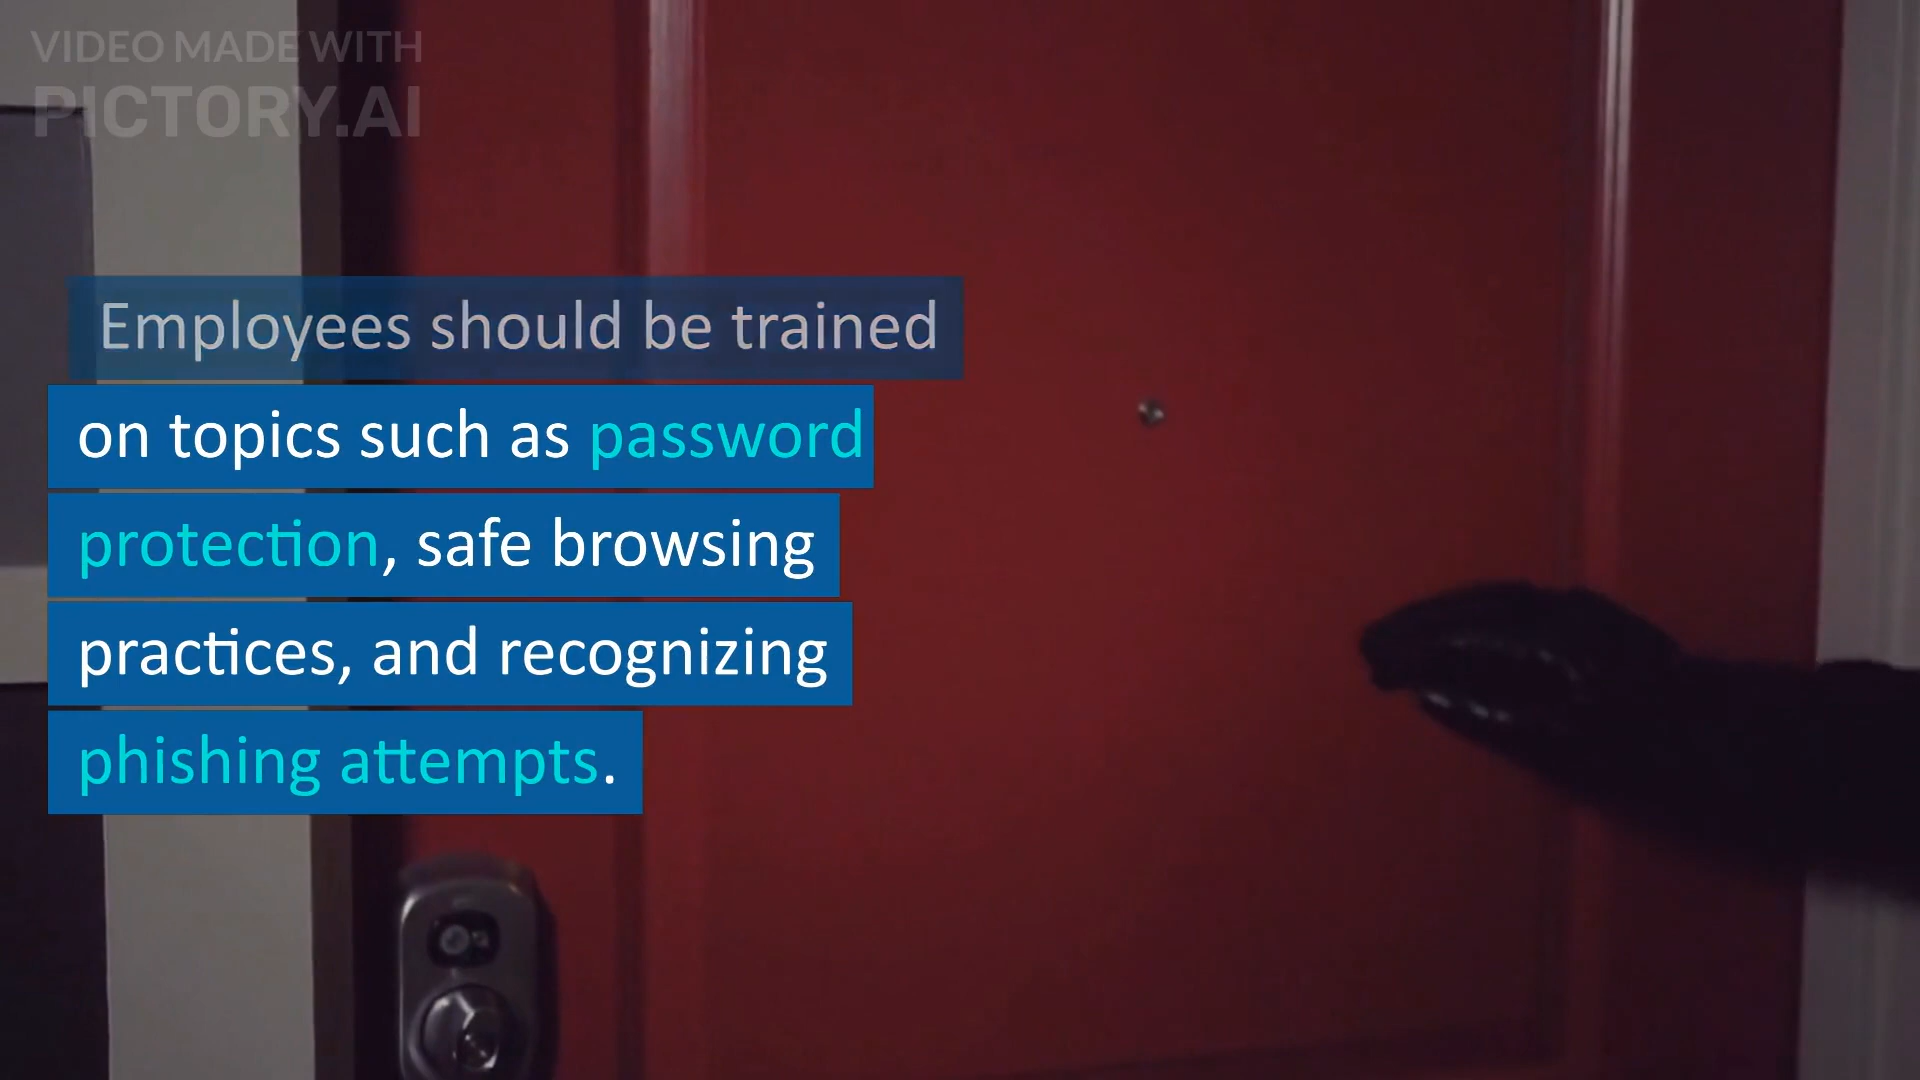 VIDEO MADE WITH
PICTORY.AI
Employees should be trained
on topics such as password
protection, safe browsing
practices, and recognizing
phishing attempts.